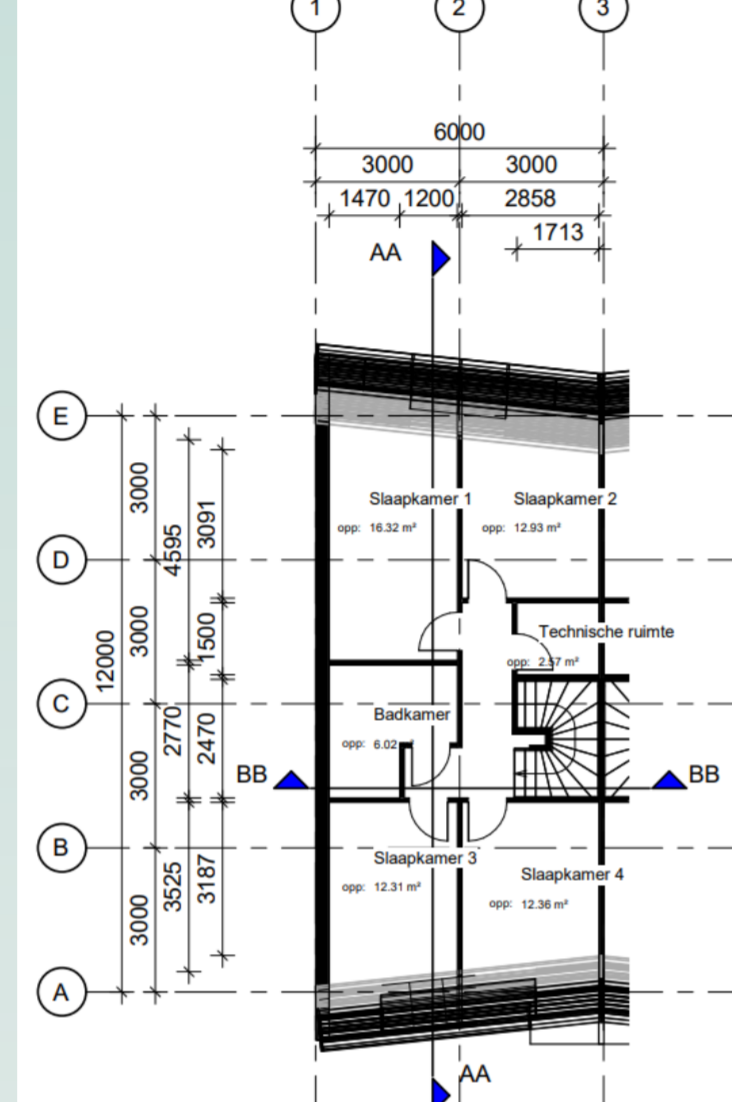 1 2 3
6000
3000 3000
1470 1200 2858
1713
AA
E
3000
4595
3091
Slaapkamer 1
opp: 16.32 m²
Slaapkamer 2
opp: 12.93 m²
D
12000
3000
1500
Technische ruimte
opp: 2.57 m²
C
2770
2470
3000
Badkamer
opp: 6.02
BB BB
B
3525
3187
3000
Slaapkamer 3
opp: 12.31 m²
Slaapkamer 4
opp: 12.36 m²
A
AA